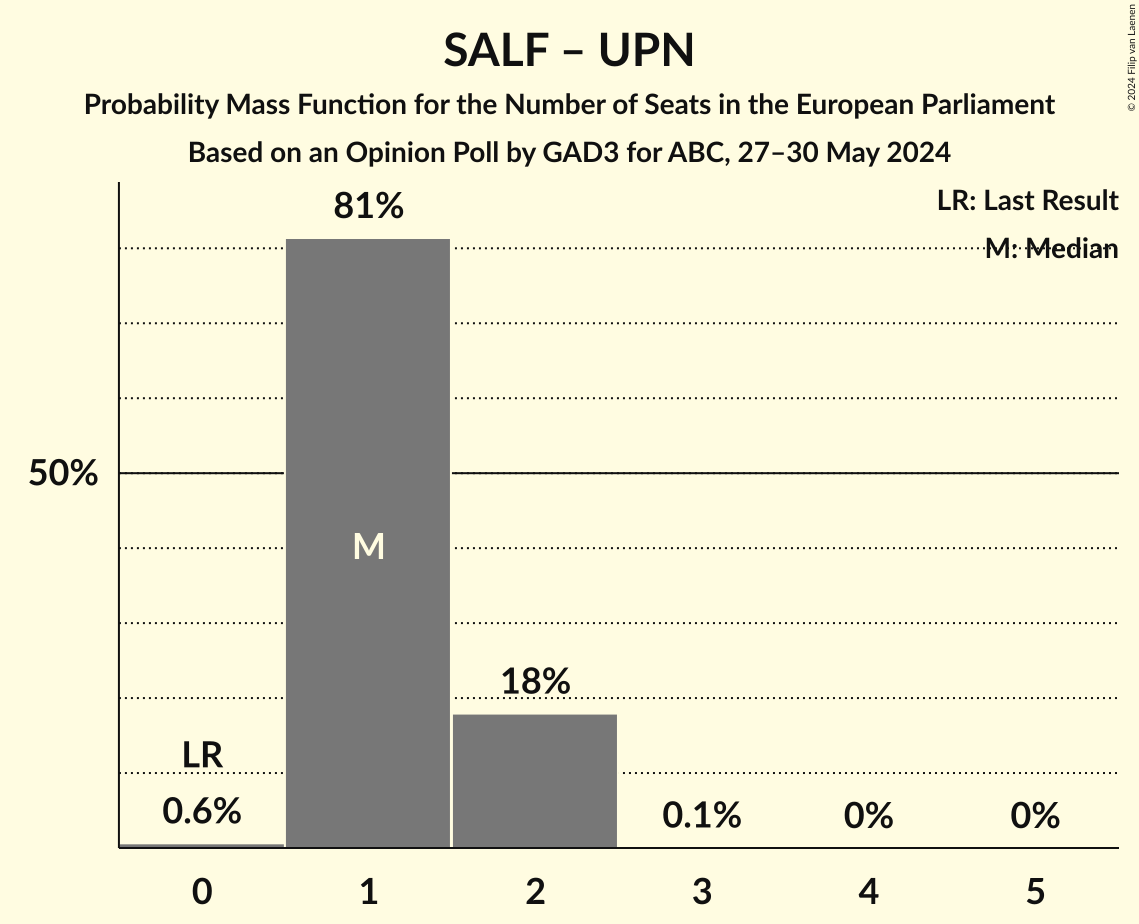 SALF – UPN
Probability Mass Function for the Number of Seats in the European Parliament
Based on an Opinion Poll by GAD3 for ABC, 27–30 May 2024
© 2024 Filip van Laenen
LR: Last Result
M: Median
81%
50%
M
18%
LR
0.6%
0.1%
0%
0%
0 1 2 3 4 5